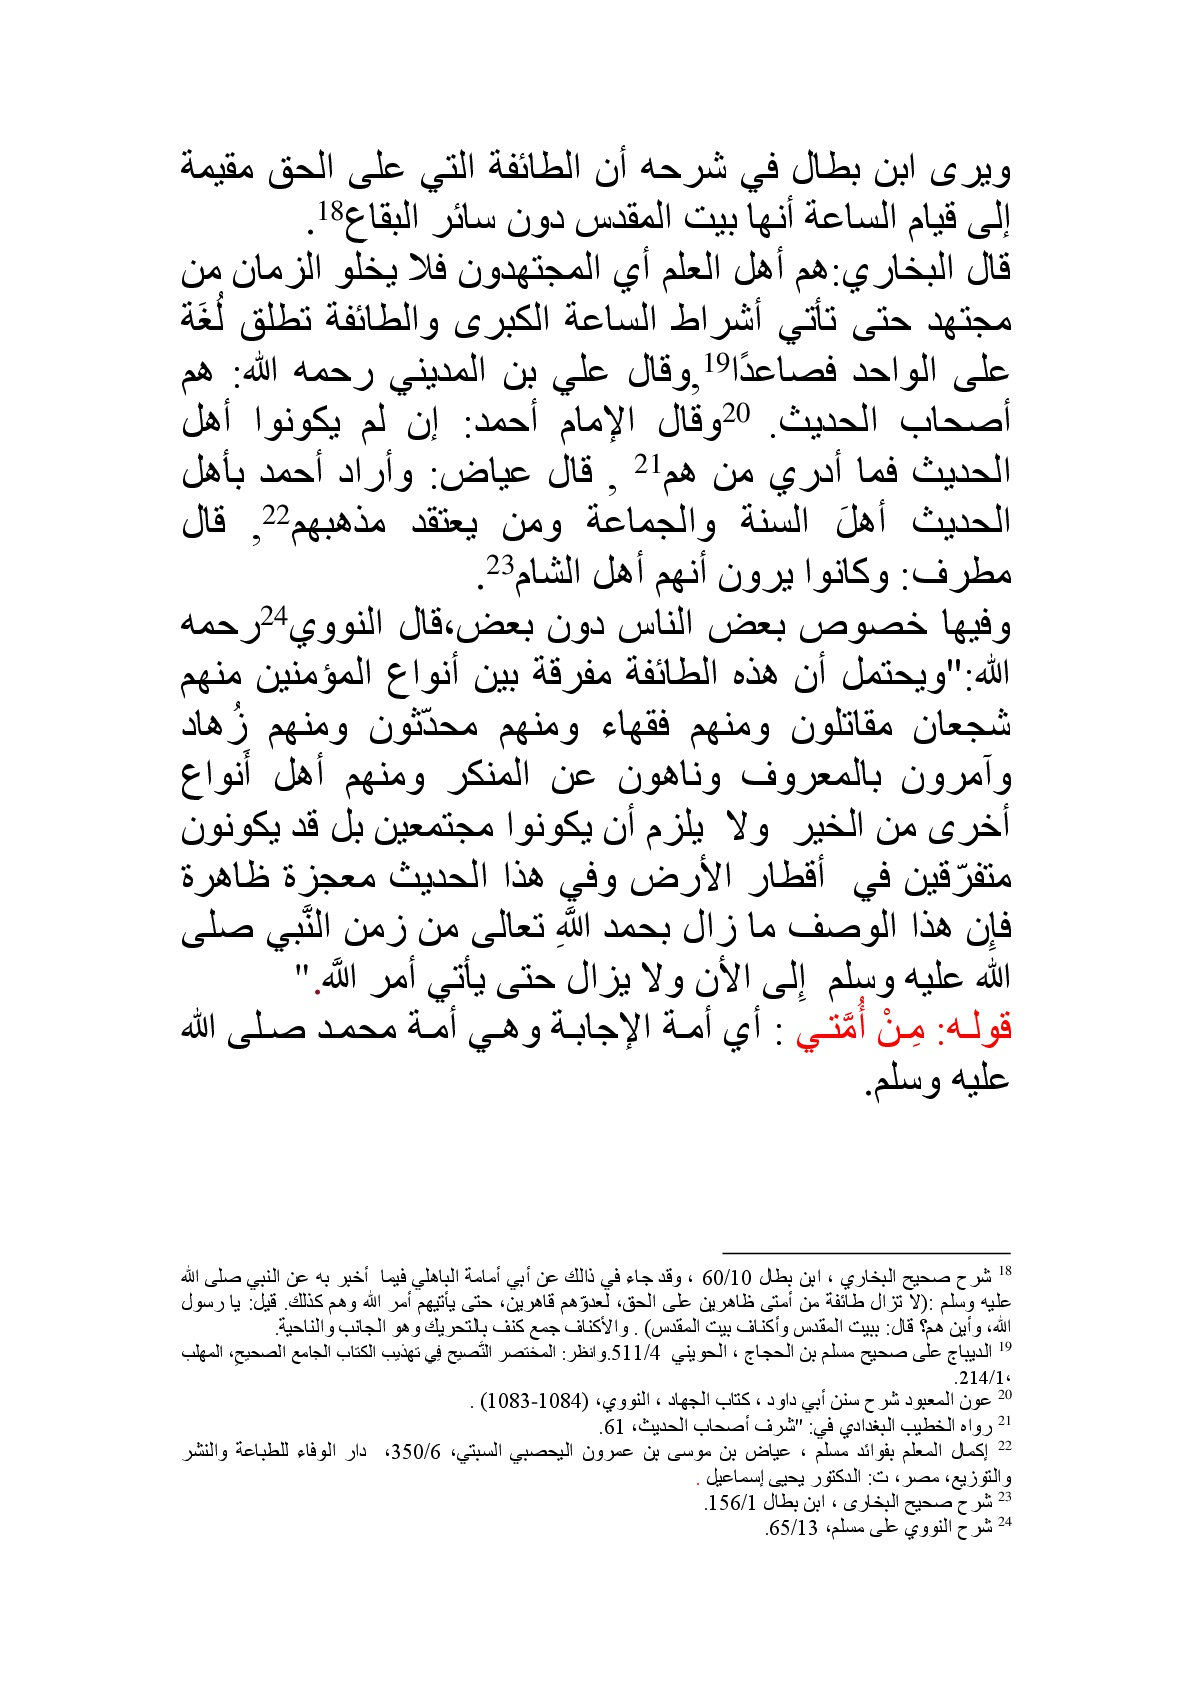 ويرى ابن بطال في شرحه أن الطائفة التي على الحق مقيمة
إلى قيام الساعة أنها بيت المقدس دون سائر البقاع18.
قال البخاري:هم أهل العلم أي المجتهدون فلا يخلو الزمان من
مجتهد حتى تأتي أشراط الساعة الكبرى والطائفة تطلق لُغَة
على الواحد فصاعدًا19,وقال علي بن المديني رحمه الله: هم
أصحاب الحديث. 20وقال الإمام أحمد: إن لم يكونوا أهل
الحديث فما أدري من هم21 , قال عياض: وأراد أحمد بأهل
الحديث أهلَ السنة والجماعة ومن يعتقد مذهبهم22, قال
مطرف: وكانوا يرون أنهم أهل الشام23.
وفيها خصوص بعض الناس دون بعض،قال النووي24رحمه
الله:"ويحتمل أن هذه الطائفة مفرقة بين أنواع المؤمنين منهم
شجعان مقاتلون ومنهم فقهاء ومنهم محدّثون ومنهم زُهاد
وآمرون بالمعروف وناهون عن المنكر ومنهم أهل أَنواع
أخرى من الخير ولا يلزم أن يكونوا مجتمعين بل قد يكونون
متفرّقين في أقطار الأرض وفي هذا الحديث معجزة ظاهرة
فإِن هذا الوصف ما زال بحمد اللَّهِ تعالى من زمن النَّبي صلى
الله عليه وسلم إِلى الأن ولا يزال حتى يأتي أمر اللَّه."
قوله: مِنْ أُمَّتي : أي أمة الإجابة وهي أمة محمد صلى الله
عليه وسلم.
18 شرح صحيح البخاري ، ابن بطال 60/10 ، وقد جاء في ذالك عن أبي أمامة الباهلي فيما أخبر به عن النبي صلى الله
عليه وسلم :(لا تزال طائفة من أمتى ظاهرين على الحق، لعدوّهم قاهرين، حتى يأتيهم أمر الله وهم كذلك. قيل: يا رسول
الله، وأين هم؟ قال: ببيت المقدس وأكناف بيت المقدس) . والأكناف جمع كنف بالتحريك وهو الجانب والناحية.
19 الديباج على صحيح مسلم بن الحجاج ، الحويني 511/4.وانظر: المختصر النَّصيح فِي تهذيب الكتاب الجامع الصحيح، المهلب
،214/1.
20 عون المعبود شرح سنن أبي داود ، كتاب الجهاد ، النووي، (1084-1083) .
21 رواه الخطيب البغدادي في: "شرف أصحاب الحديث، 61.
22 إكمال المعلم بفوائد مسلم ، عياض بن موسى بن عمرون اليحصبي السبتي، 350/6، دار الوفاء للطباعة والنشر
والتوزيع، مصر، ت: الدكتور يحيى إسماعيل .
23 شرح صحيح البخارى ، ابن بطال 156/1.
24 شرح النووي على مسلم، 65/13.